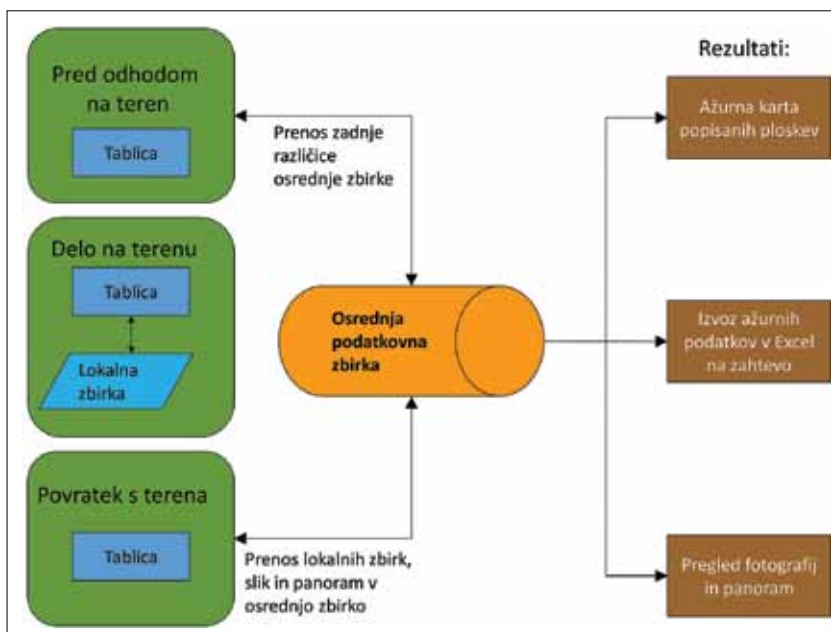 Pred odhodom
na teren
Tablica
Prenos zadnje
različice
osrednje zbirke
Delo na terenu
Tablica
Lokalna
zbirka
Povratek s terena
Tablica
Prenos lokalnih zbirk,
slik in panoram v
osrednjo zbirko
Osrednja
podatkovna
zbirka
Rezultati:
Ažurna karta
popisanih ploskev
Izvoz ažurnih
podatkov v Excel
na zahtevo
Pregled fotografij
in panoram